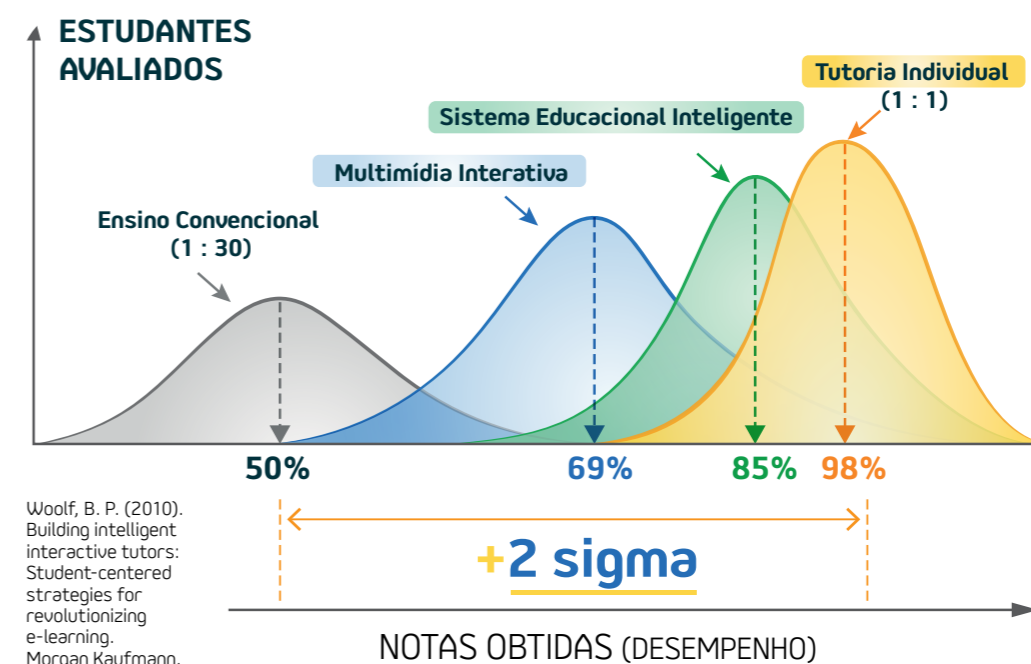 ESTUDANTES
AVALIADOS
Tutoria Individual
(1 : 1)
Sistema Educacional Inteligente
Multimídia Interativa
Ensino Convencional
(1 : 30)
50%
69%
85%
98%
Woolf, B. P. (2010).
Building intelligent
interactive tutors:
Student-centered
strategies for
revolutionizing
e-learning.
Morgan Kaufmann.
+2 sigma
NOTAS OBTIDAS (DESEMPENHO)